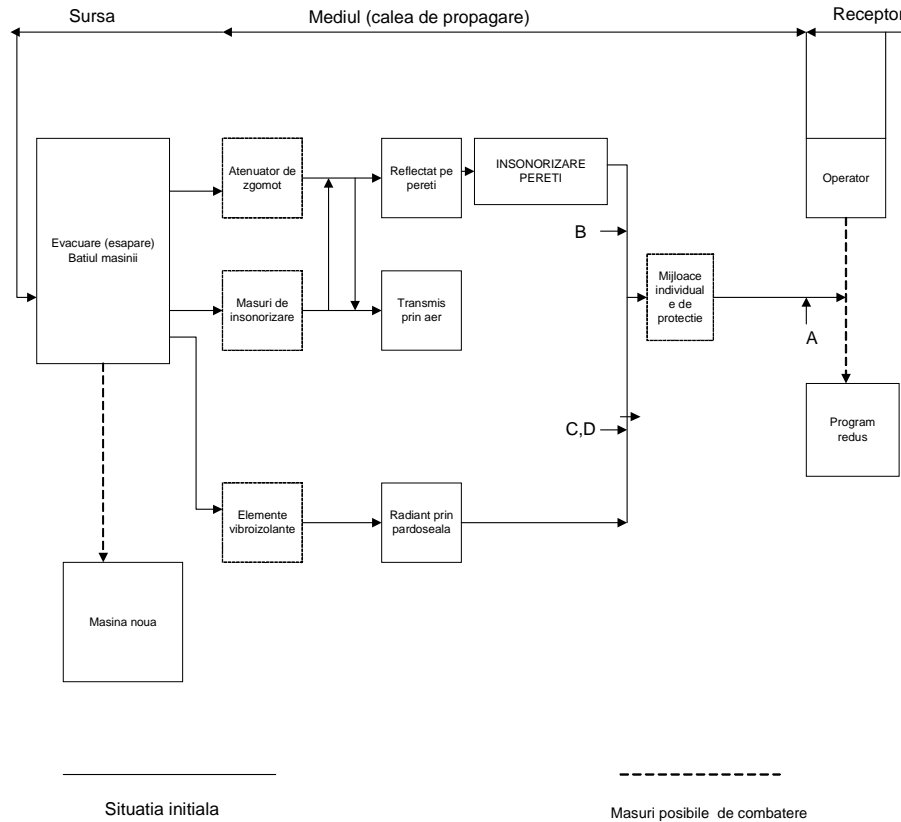 Sursa
Mediul (calea de propagare)
Receptor
Evacuare (esapare)
Batiul masinii
Atenuator de
zgomot
Reflectat pe
pereti
INSONORIZARE
PERETI
Operator
B
Masuri de
insonorizare
Transmis
prin aer
Mijloace
individual
e de
protectie
A
C,D
Program
redus
Elemente
vibroizolante
Radiant prin
pardoseala
Masina noua
Situatia initiala
Masuri posibile de combatere